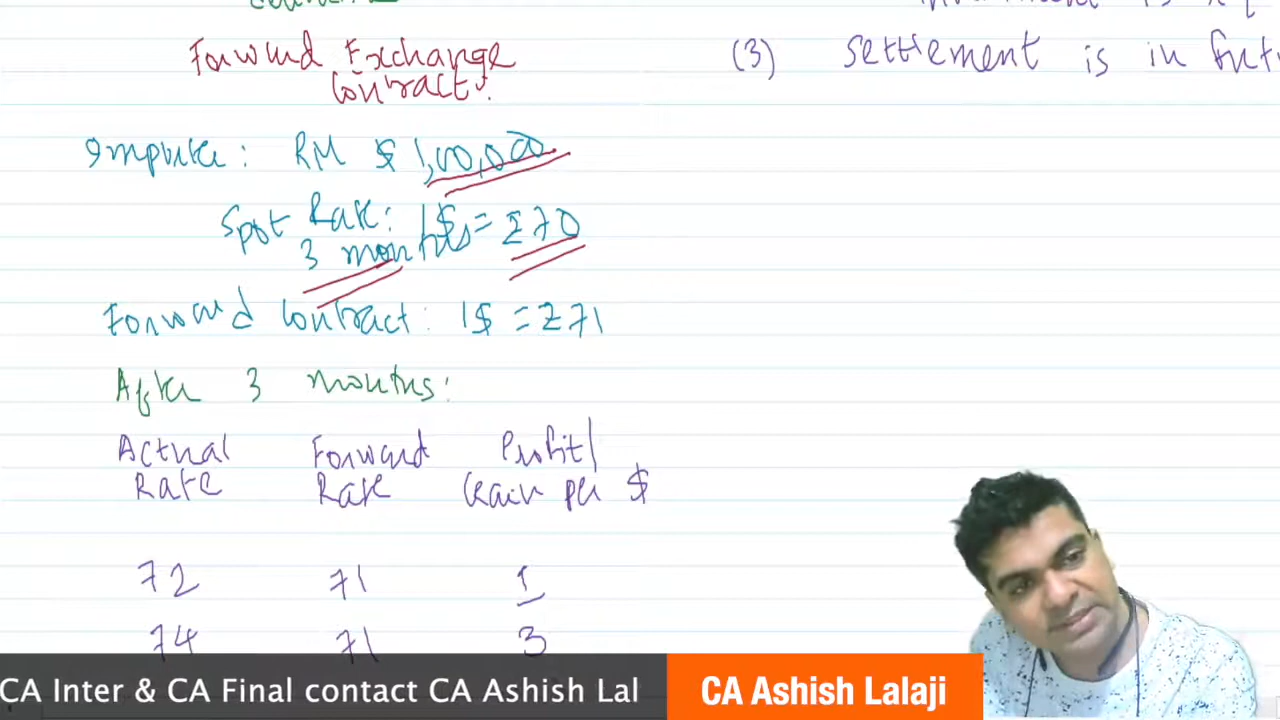 Forward Exchange
Contract.
Importer: RM $ 1,00,000
Spot Rate: 1$ = ₹70
3 months
Forward Contract: 1$ = ₹71
After 3 months:
Actual Rate
Forward Rate
Profit/ Gain per $
72 71 1
74 71 3
(3) Settlement is in
CA Inter & CA Final contact CA Ashish Lal
CA Ashish Lalaji